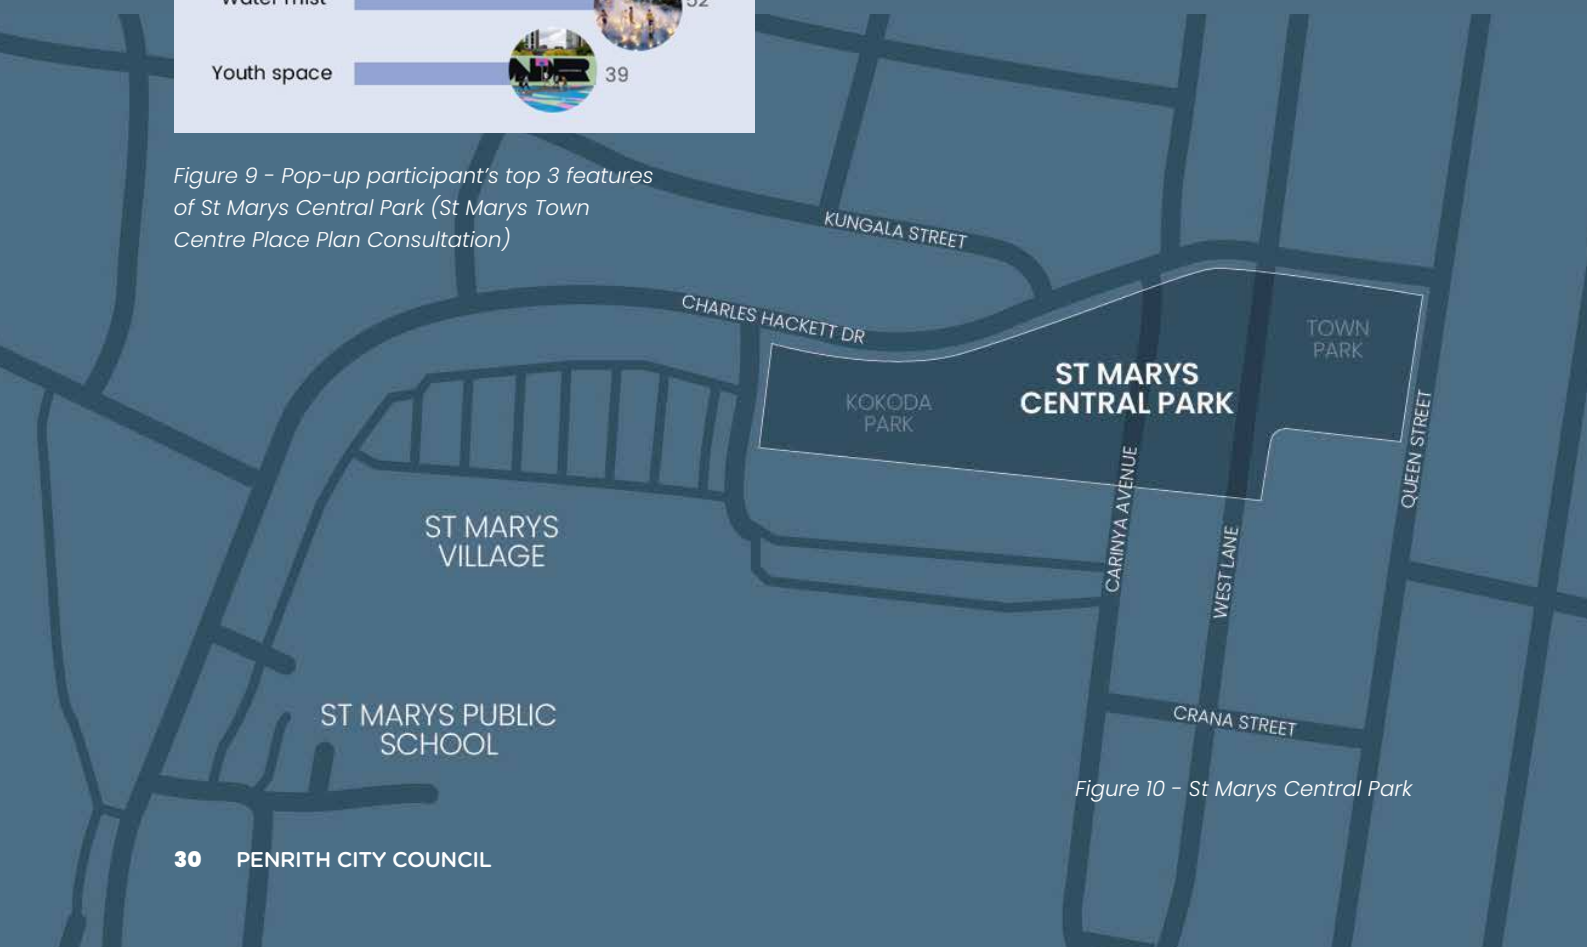 Water mist
52
Youth space
39
Figure 9 - Pop-up participant's top 3 features
of St Marys Central Park (St Marys Town
Centre Place Plan Consultation)
KUNGALA STREET
CHARLES HACKETT DR
TOWN
PARK
ST MARYS
CENTRAL PARK
KOKODA
PARK
QUEEN STREET
CARINYA AVENUE
WEST LANE
ST MARYS
VILLAGE
ST MARYS PUBLIC
SCHOOL
CRANA STREET
Figure 10 - St Marys Central Park
30 PENRITH CITY COUNCIL